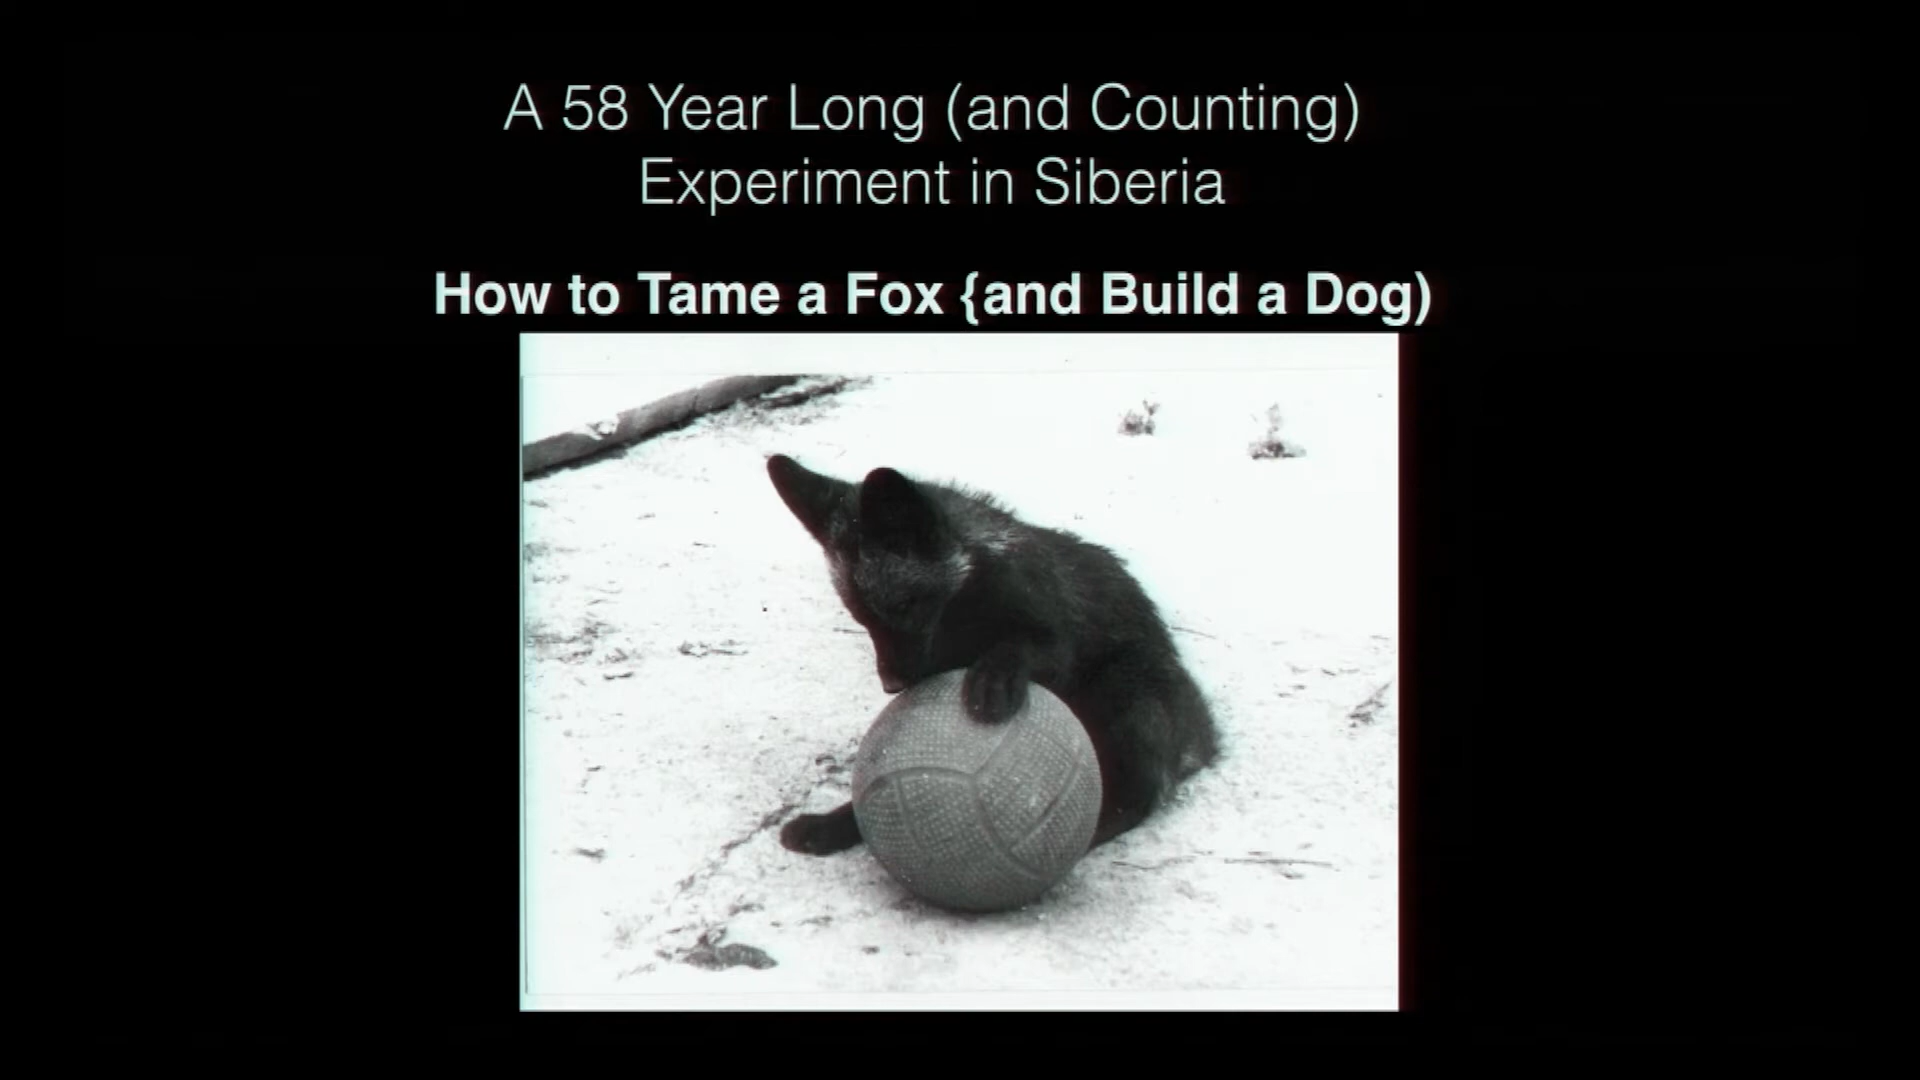 A 58 Year Long (and Counting)
Experiment in Siberia
How to Tame a Fox {and Build a Dog)